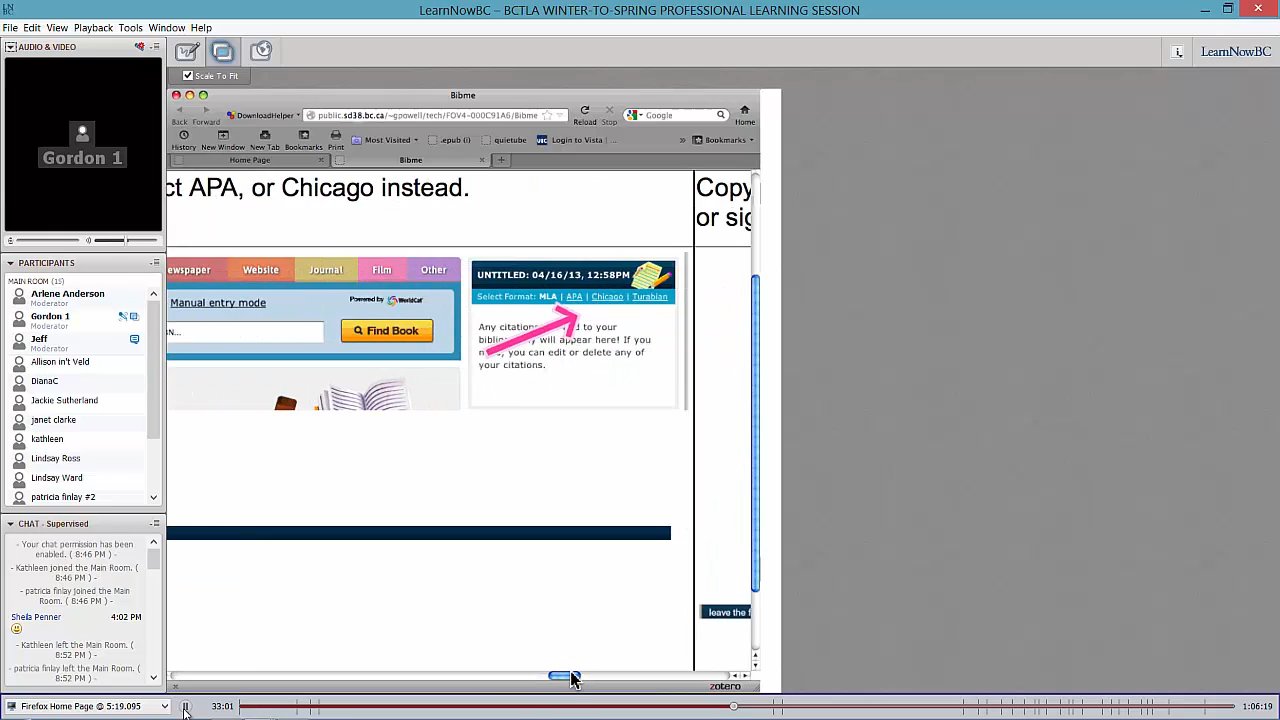 LearnNowBC – BCTLA WINTER-TO-SPRING PROFESSIONAL LEARNING SESSION
File Edit View Playback Tools Window Help
AUDIO & VIDEO
LearnNowBC
Scale To Fit
Gordon 1
Bibme
Back Forward
DownloadHelper
public.sd38.bc.ca/~gpowell/tech/FOV4-000C91A6/Bibme
Reload Stop
Google
Home
History New Window New Tab Bookmarks Print
Most Visited .epub (i) quietube Login to Vista | » Bookmarks
Home Page
Bibme
ct APA, or Chicago instead.
Copy
or sig
ewspaper Website Journal Film Other
UNTITLED: 04/16/13, 12:58PM
Select Format: MLA | APA | Chicago | Turabian
Manual entry mode
Powered by WorldCat
N...
Find Book
Any citations d to your
bibli y will appear here! If you
n , you can edit or delete any of
your citations.
leave the f
zotero
PARTICIPANTS
MAIN ROOM (15)
Arlene Anderson
Moderator
Gordon 1
Moderator
Jeff
Moderator
Allison in't Veld
DianaC
Jackie Sutherland
janet clarke
kathleen
Lindsay Ross
Lindsay Ward
patricia finlay #2
CHAT - Supervised
- Your chat permission has been
enabled. ( 8:46 PM ) -
- Kathleen joined the Main Room. (
8:46 PM ) -
- patricia finlay joined the Main
Room. ( 8:46 PM ) -
Sheila Penner 4:02 PM
- Kathleen left the Main Room. (
8:52 PM ) -
- patricia finlay left the Main Room. (
8:52 PM ) -
Firefox Home Page @ 5:19.095
33:01
1:06:19